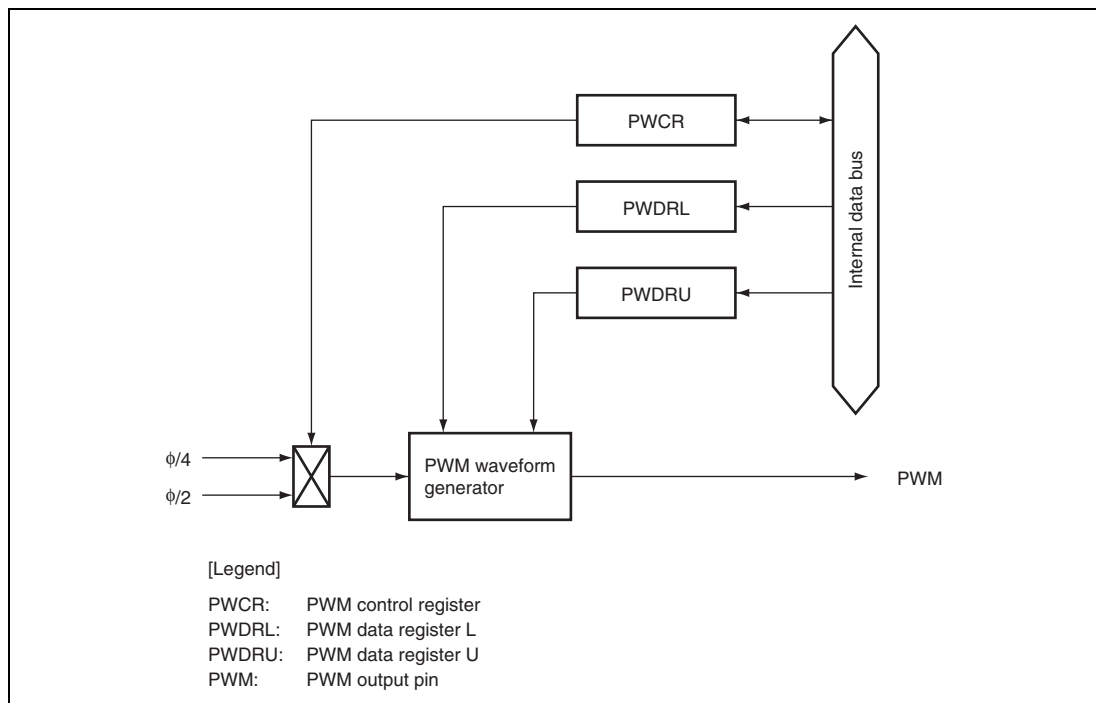 PWCR
PWDRL
PWDRU
Internal data bus
ϕ/4
ϕ/2
PWM waveform
generator
PWM
[Legend]
PWCR: PWM control register
PWDRL: PWM data register L
PWDRU: PWM data register U
PWM: PWM output pin